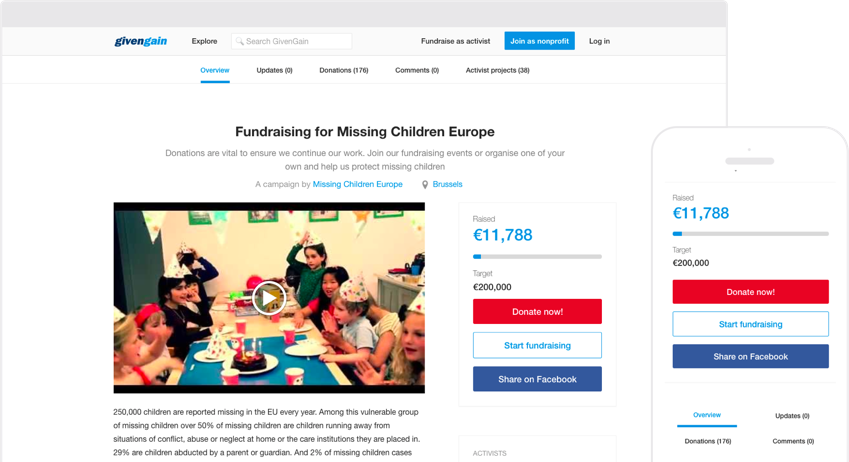 givengain
Explore
Search GivenGain
Fundraise as activist
Join as nonprofit
Log in
Overview
Updates (0)
Donations (176)
Comments (0)
Activist projects (38)
Fundraising for Missing Children Europe
Donations are vital to ensure we continue our work. Join our fundraising events or organise one of your
own and help us protect missing children
A campaign by Missing Children Europe
Brussels
Raised
€11,788
Target
€200,000
Donate now!
Start fundraising
Share on Facebook
250,000 children are reported missing in the EU every year. Among this vulnerable group
of missing children over 50% of missing children are children running away from
situations of conflict, abuse or neglect at home or the care institutions they are placed in.
29% are children abducted by a parent or guardian. And 2% of missing children cases
ACTIVISTS
Raised
€11,788
Target
€200,000
Donate now!
Start fundraising
Share on Facebook
Overview
Updates (0)
Donations (176)
Comments (0)